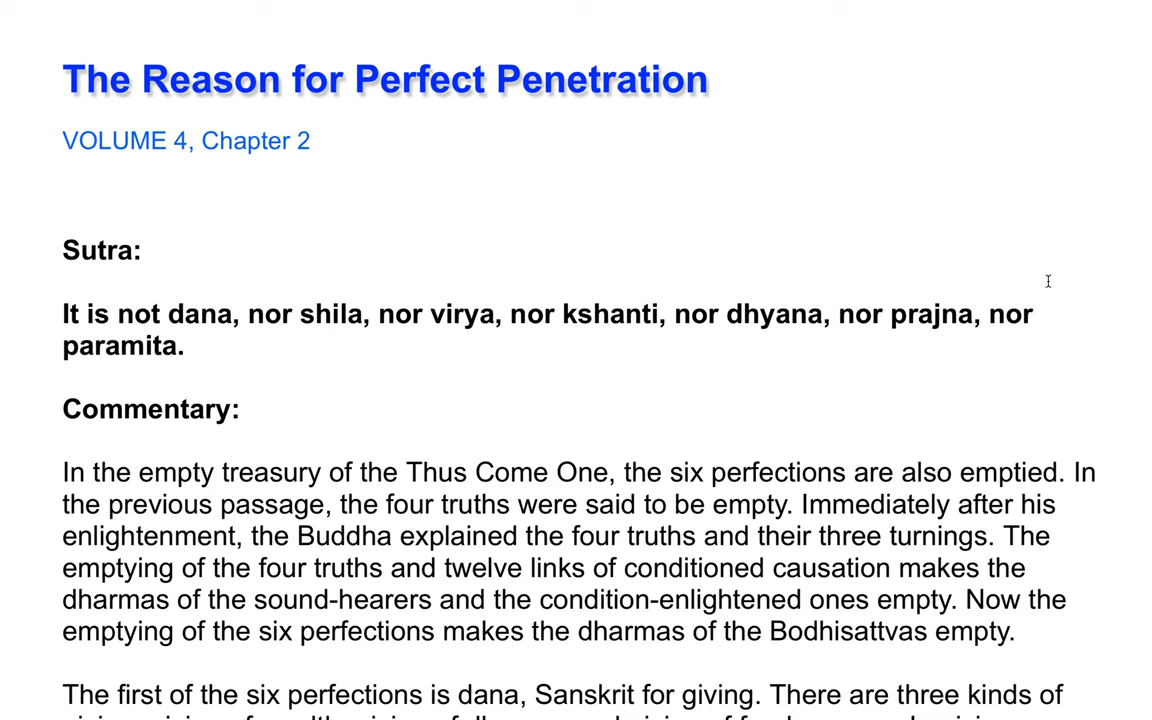 The Reason for Perfect Penetration
VOLUME 4, Chapter 2
Sutra:
It is not dana, nor shila, nor virya, nor kshanti, nor dhyana, nor prajna, nor
paramita.
Commentary:
In the empty treasury of the Thus Come One, the six perfections are also emptied. In
the previous passage, the four truths were said to be empty. Immediately after his
enlightenment, the Buddha explained the four truths and their three turnings. The
emptying of the four truths and twelve links of conditioned causation makes the
dharmas of the sound-hearers and the condition-enlightened ones empty. Now the
emptying of the six perfections makes the dharmas of the Bodhisattvas empty.
The first of the six perfections is dana, Sanskrit for giving. There are three kinds of